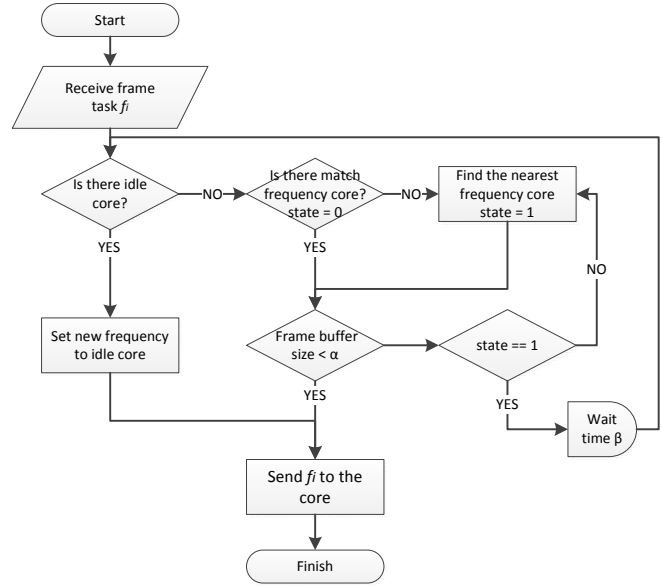 Start
Receive frame
task fi
Is there idle
core?
NO
Is there match
frequency core?
state = 0
NO
Find the nearest
frequency core
state = 1
YES
YES
NO
Set new frequency
to idle core
Frame buffer
size < α
state == 1
YES
YES
Wait
time β
Send fi to the
core
Finish